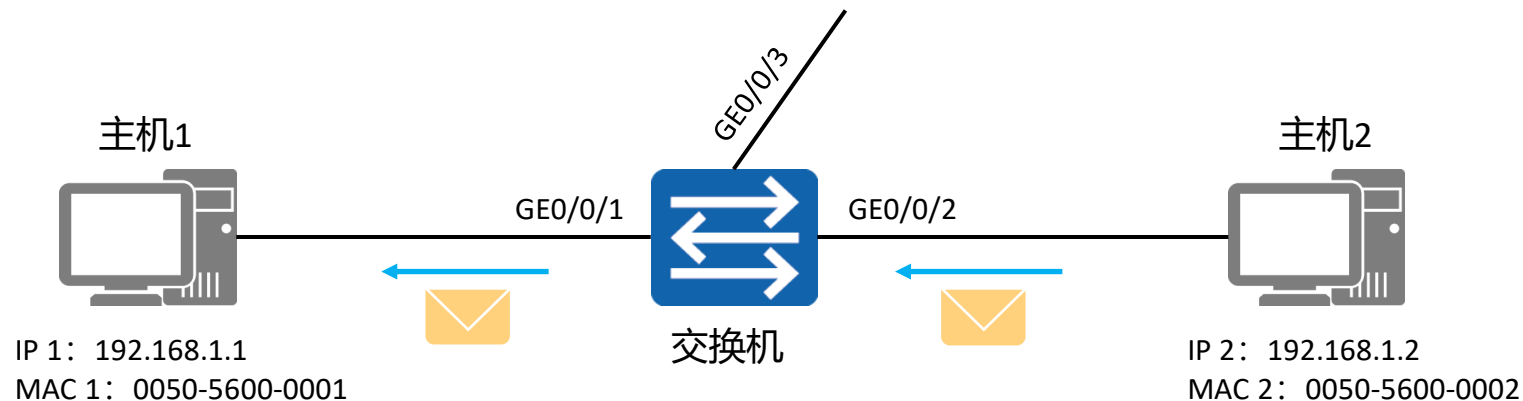 GE0/0/3
主机1
主机2
GE0/0/1
GE0/0/2
交换机
IP 1：192.168.1.1
MAC 1：0050-5600-0001
IP 2：192.168.1.2
MAC 2：0050-5600-0002